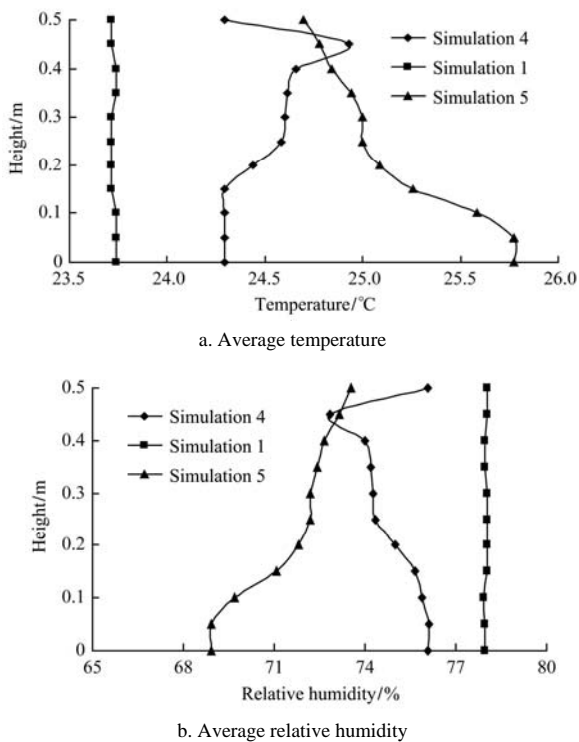 0.5
0.4
0.3
0.2
0.1
0
Height/m
Simulation 4
Simulation 1
Simulation 5
23.5 24.0 24.5 25.0 25.5 26.0
Temperature/°C
a. Average temperature
0.5
0.4
0.3
0.2
0.1
0
Height/m
Simulation 4
Simulation 1
Simulation 5
65 68 71 74 77 80
Relative humidity/%
b. Average relative humidity